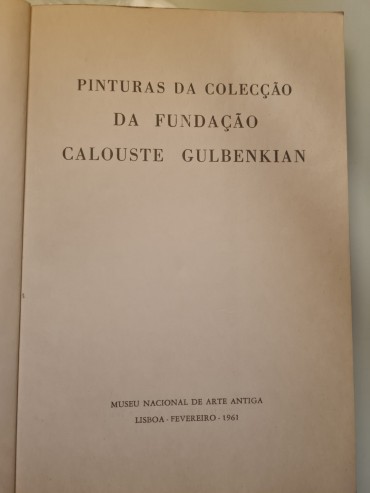 PINTURAS DA COLECÇÃO
DA FUNDAÇÃO
CALOUSTE GULBENKIAN
MUSEU NACIONAL DE ARTE ANTIGA
LISBOA - FEVEREIRO - 1961